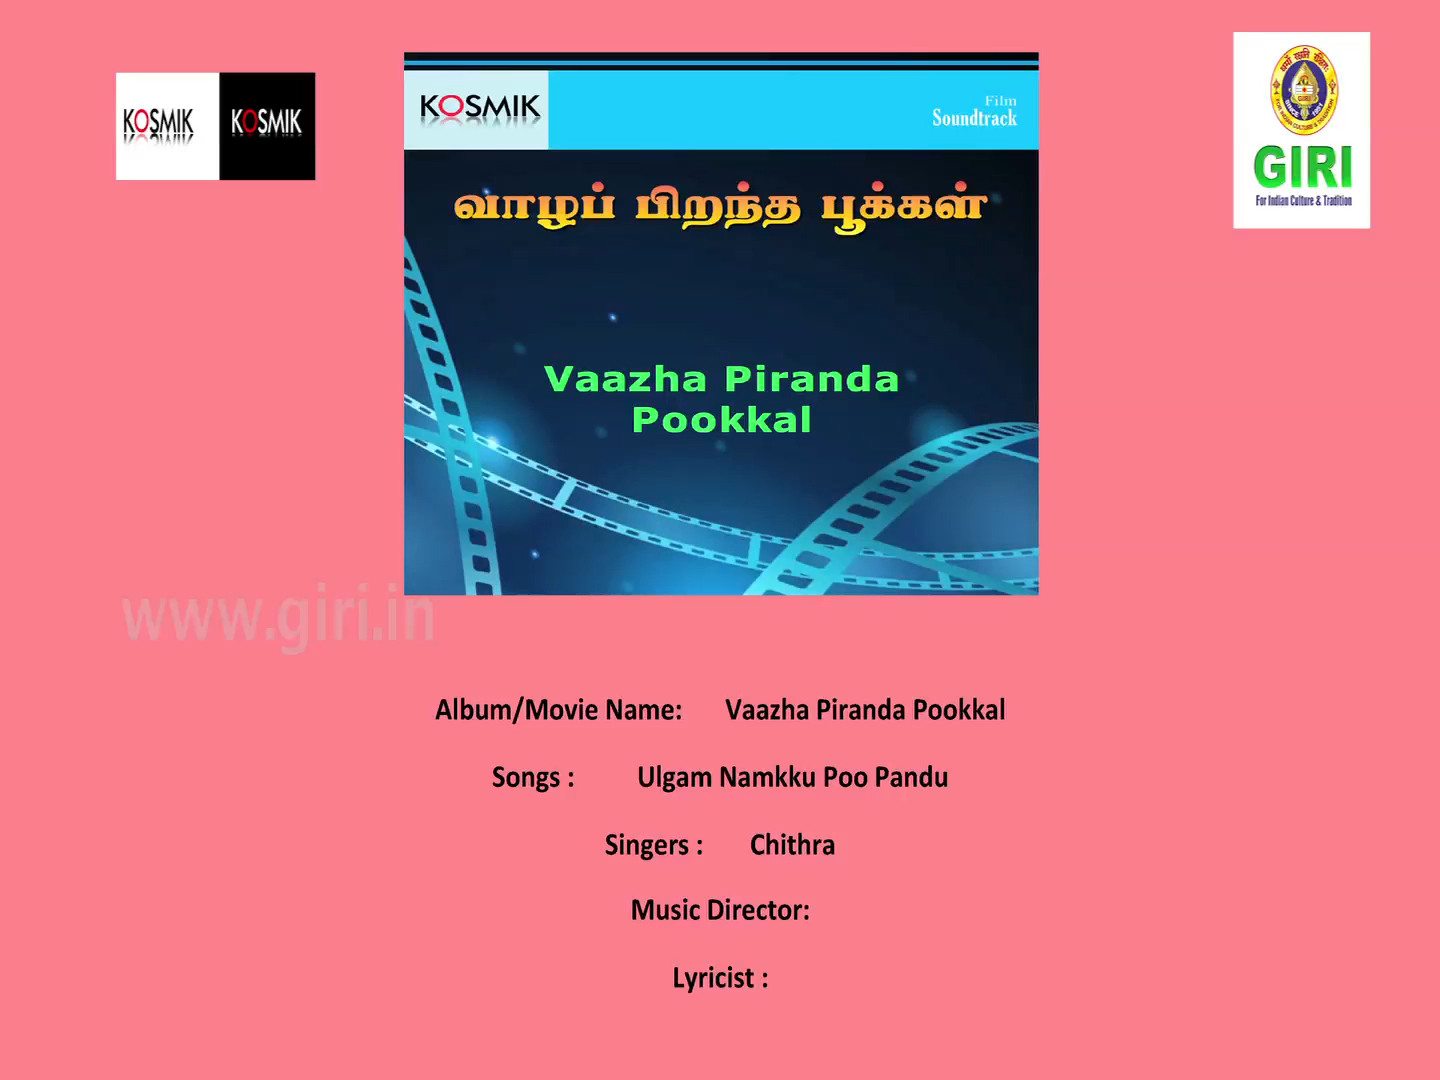 KOSMIK KOSMIK
KOSMIK
Film
Soundtrack
வாழப் பிறந்த பூக்கள்
Vaazha Piranda
Pookkal
GIRI
For Indian Culture & Tradition
www.giri.in
Album/Movie Name: Vaazha Piranda Pookkal
Songs : Ulgam Namkku Poo Pandu
Singers : Chithra
Music Director:
Lyricist :